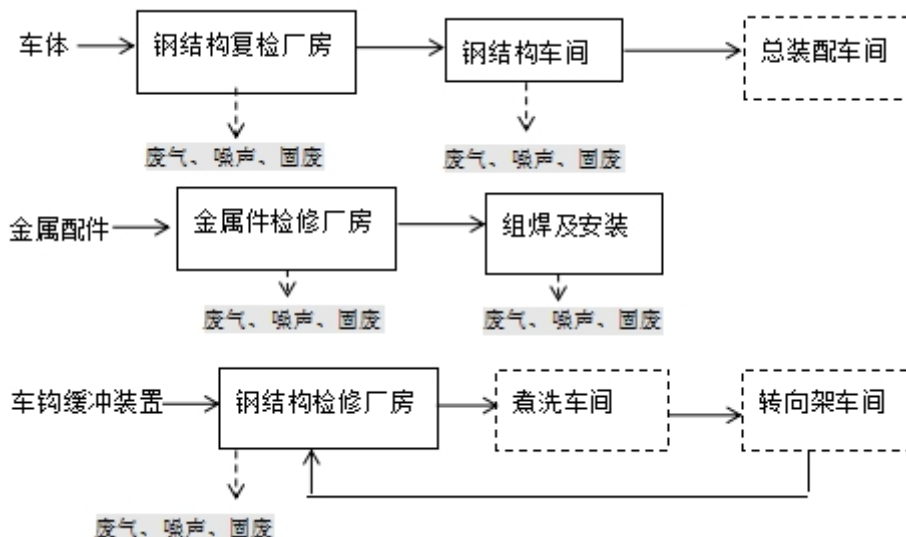 车体
钢结构复检厂房
钢结构车间
总装配车间
废气、噪声、固废
废气、噪声、固废
金属配件
金属件检修厂房
组焊及安装
废气、噪声、固废
废气、噪声、固废
车钩缓冲装置
钢结构检修厂房
煮洗车间
转向架车间
废气、噪声、固废